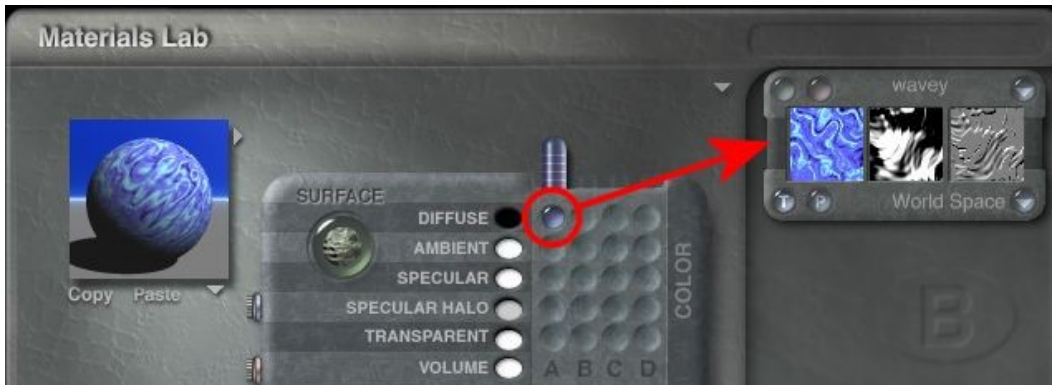 Materials Lab
wavey
T P World Space
Copy Paste
SURFACE
DIFFUSE
AMBIENT
SPECULAR
SPECULAR HALO
TRANSPARENT
VOLUME
A B C D
COLOR
B